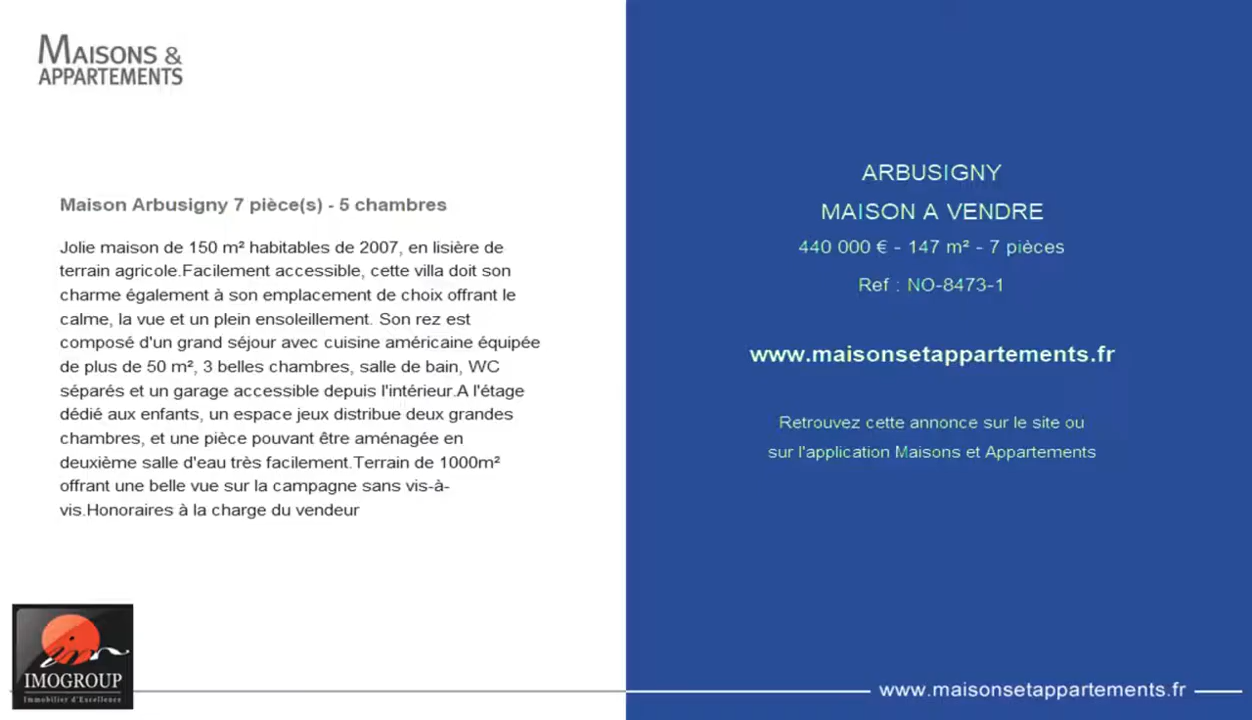 MAISONS &
APPARTEMENTS
Maison Arbusigny 7 pièce(s) - 5 chambres
Jolie maison de 150 m² habitables de 2007, en lisière de
terrain agricole.Facilement accessible, cette villa doit son
charme également à son emplacement de choix offrant le
calme, la vue et un plein ensoleillement. Son rez est
composé d'un grand séjour avec cuisine américaine équipée
de plus de 50 m², 3 belles chambres, salle de bain, WC
séparés et un garage accessible depuis l'intérieur.A l'étage
dédié aux enfants, un espace jeux distribue deux grandes
chambres, et une pièce pouvant être aménagée en
deuxième salle d'eau très facilement.Terrain de 1000m²
offrant une belle vue sur la campagne sans vis-à-
vis.Honoraires à la charge du vendeur
im
IMOGROUP
Immobilier d'Excellence
ARBUSIGNY
MAISON A VENDRE
440 000 € - 147 m² - 7 pièces
Ref : NO-8473-1
www.maisonsetappartements.fr
Retrouvez cette annonce sur le site ou
sur l'application Maisons et Appartements
www.maisonsetappartements.fr